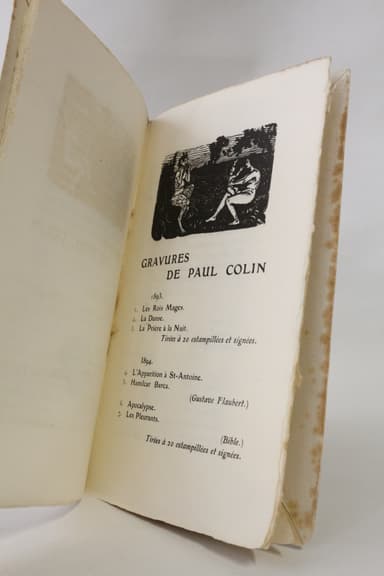 GRAVURES
DE PAUL COLIN
1893.
1. Les Rois Mages.
2. La Danse.
3. La Prière à la Nuit.
Tirées à 20 estampillées et signées.
1894.
4. L'Apparition à St-Antoine.
5. Hamilcar Barca.
(Gustave Flaubert.)
6. Apocalypse.
7. Les Pleurants.
(Bible.)
Tirées à 20 estampillées et signées.